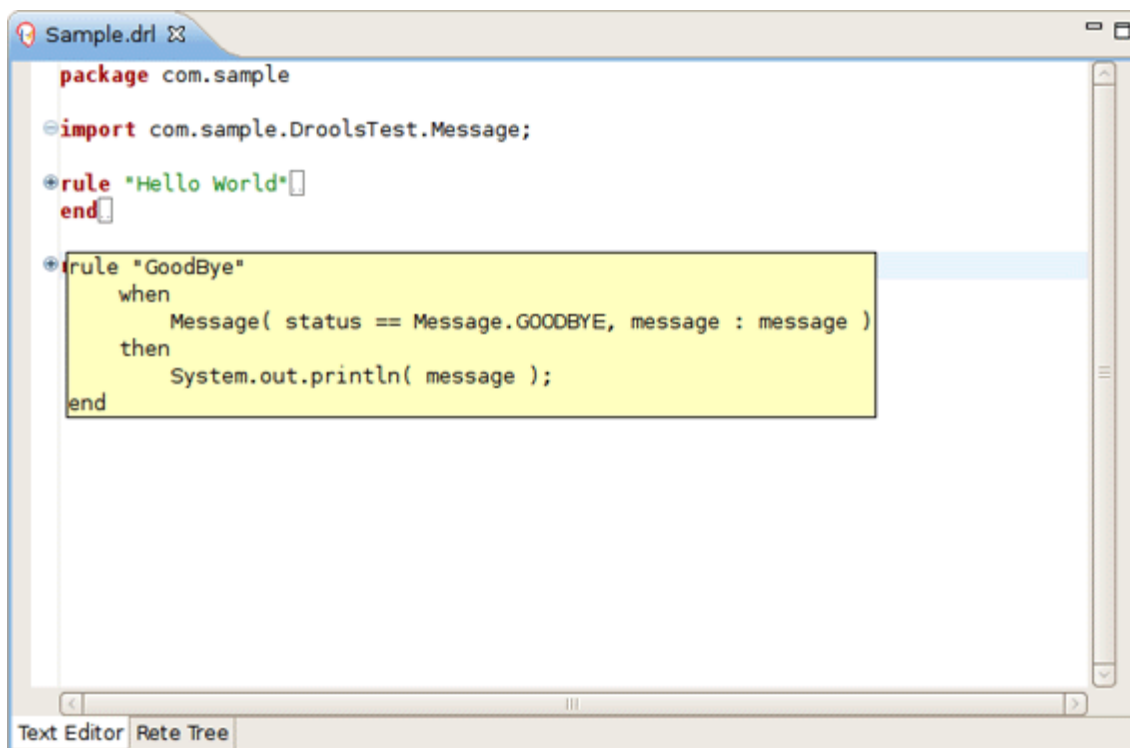 Sample.drl
package com.sample
import com.sample.DroolsTest.Message;
rule "Hello World"
end
rule "GoodBye"
when
Message( status == Message.GOODBYE, message : message )
then
System.out.println( message );
end
Text Editor Rete Tree